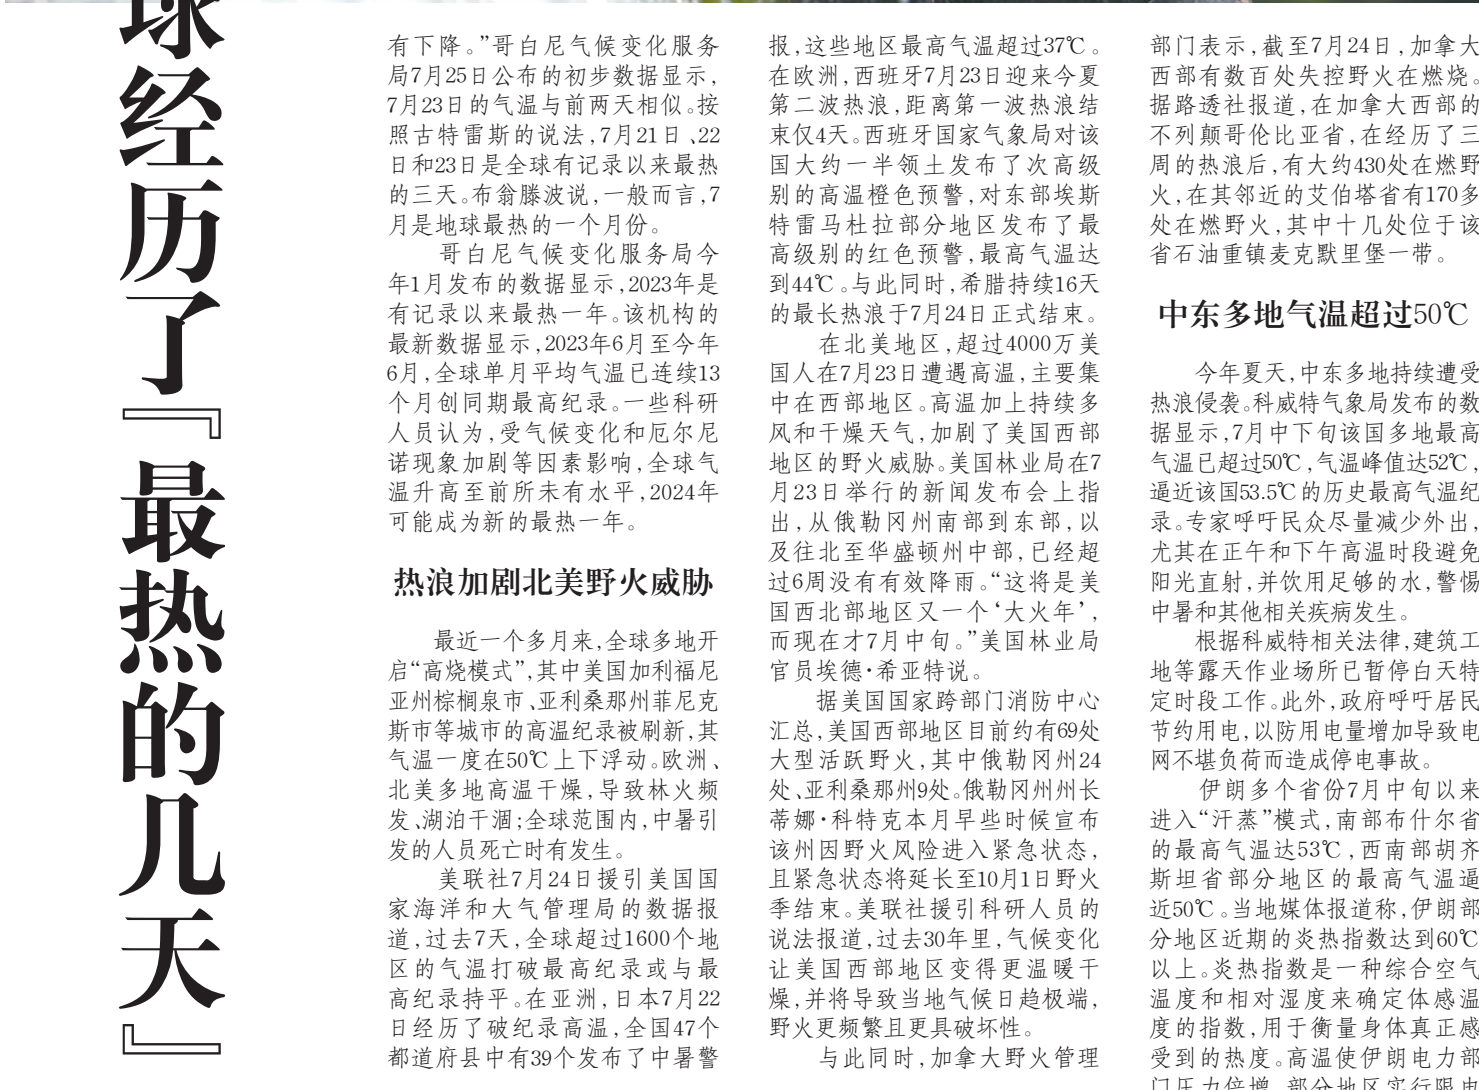 球经历了『最热的几天』
有下降。”哥白尼气候变化服务
局7月25日公布的初步数据显示，
7月23日的气温与前两天相似。按
照古特雷斯的说法，7月21日、22
日和23日是全球有记录以来最热
的三天。布翁滕波说，一般而言，7
月是地球最热的一个月份。
哥白尼气候变化服务局今
年1月发布的数据显示，2023年是
有记录以来最热一年。该机构的
最新数据显示，2023年6月至今年
6月，全球单月平均气温已连续13
个月创同期最高纪录。一些科研
人员认为，受气候变化和厄尔尼
诺现象加剧等因素影响，全球气
温升高至前所未有水平，2024年
可能成为新的最热一年。
热浪加剧北美野火威胁
最近一个多月来，全球多地开
启“高烧模式”，其中美国加利福尼
亚州棕榈泉市、亚利桑那州菲尼克
斯市等城市的高温纪录被刷新，其
气温一度在50℃上下浮动。欧洲、
北美多地高温干燥，导致林火频
发、湖泊干涸；全球范围内，中暑引
发的人员死亡时有发生。
美联社7月24日援引美国国
家海洋和大气管理局的数据报
道，过去7天，全球超过1600个地
区的气温打破最高纪录或与最
高纪录持平。在亚洲，日本7月22
日经历了破纪录高温，全国47个
都道府县中有39个发布了中暑警
报，这些地区最高气温超过37℃。
在欧洲，西班牙7月23日迎来今夏
第二波热浪，距离第一波热浪结
束仅4天。西班牙国家气象局对该
国大约一半领土发布了次高级
别的高温橙色预警，对东部埃斯
特雷马杜拉部分地区发布了最
高级别的红色预警，最高气温达
到44℃。与此同时，希腊持续16天
的最长热浪于7月24日正式结束。
在北美地区，超过4000万美
国人在7月23日遭遇高温，主要集
中在西部地区。高温加上持续多
风和干燥天气，加剧了美国西部
地区的野火威胁。美国林业局在7
月23日举行的新闻发布会上指
出，从俄勒冈州南部到东部，以
及往北至华盛顿州中部，已经超
过6周没有有效降雨。“这将是美
国西北部地区又一个‘大火年’，
而现在才7月中旬。”美国林业局
官员埃德·希亚特说。
据美国国家跨部门消防中心
汇总，美国西部地区目前约有69处
大型活跃野火，其中俄勒冈州24
处、亚利桑那州9处。俄勒冈州州长
蒂娜·科特克本月早些时候宣布
该州因野火风险进入紧急状态，
且紧急状态将延长至10月1日野火
季结束。美联社援引科研人员的
说法报道，过去30年里，气候变化
让美国西部地区变得更温暖干
燥，并将导致当地气候日趋极端，
野火更频繁且更具破坏性。
与此同时，加拿大野火管理
部门表示，截至7月24日，加拿大
西部有数百处失控野火在燃烧。
据路透社报道，在加拿大西部的
不列颠哥伦比亚省，在经历了三
周的热浪后，有大约430处在燃野
火，在其邻近的艾伯塔省有170多
处在燃野火，其中十几处位于该
省石油重镇麦克默里堡一带。
中东多地气温超过50℃
今年夏天，中东多地持续遭受
热浪侵袭。科威特气象局发布的数
据显示，7月中下旬该国多地最高
气温已超过50℃，气温峰值达52℃，
逼近该国53.5℃的历史最高气温纪
录。专家呼吁民众尽量减少外出，
尤其在正午和下午高温时段避免
阳光直射，并饮用足够的水，警惕
中暑和其他相关疾病发生。
根据科威特相关法律，建筑工
地等露天作业场所已暂停白天特
定时段工作。此外，政府呼吁居民
节约用电，以防用电量增加导致电
网不堪负荷而造成停电事故。
伊朗多个省份7月中旬以来
进入“汗蒸”模式，南部布什尔省
的最高气温达53℃，西南部胡齐
斯坦省部分地区的最高气温逼
近50℃。当地媒体报道称，伊朗部
分地区近期的炎热指数达到60℃
以上。炎热指数是一种综合空气
温度和相对湿度来确定体感温
度的指数，用于衡量身体真正感
受到的热度。高温使伊朗电力部
门压力倍增，部分地区实行限电